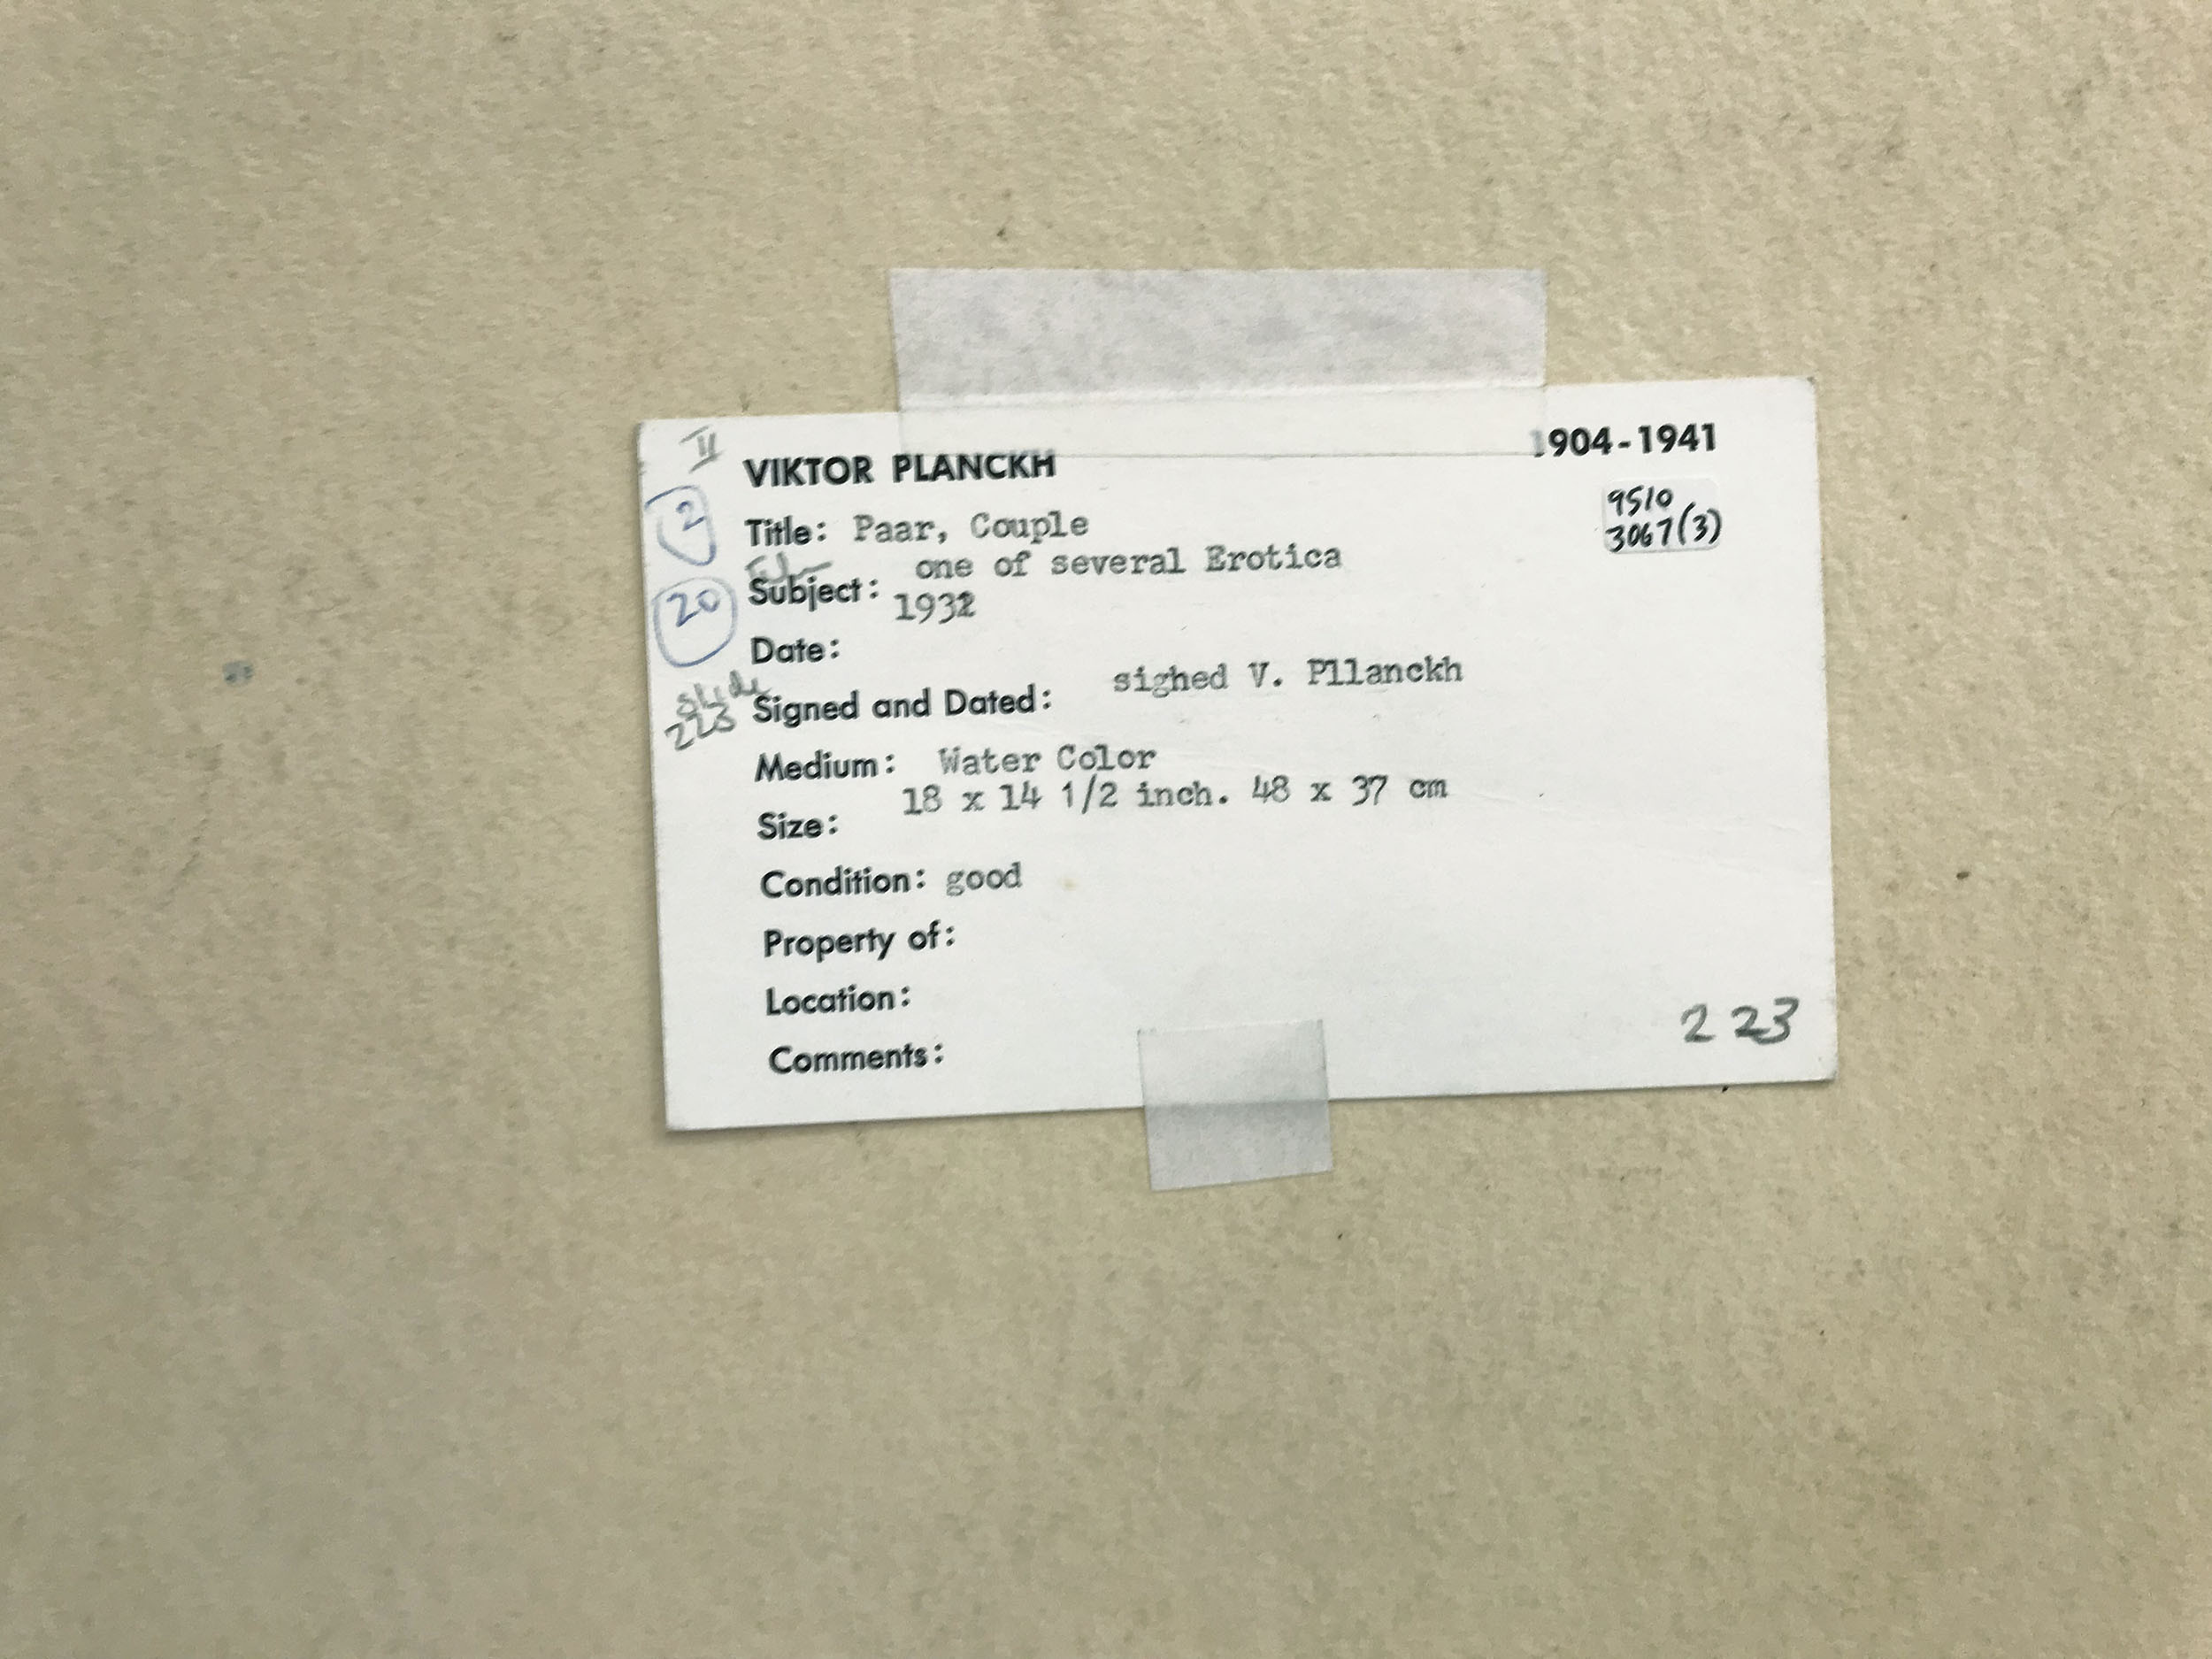 II
VIKTOR PLANCKH
1904-1941
2
Title: Paar, Couple
9510
3067(3)
one of several Erotica
Subject:
20
1932
Date:
slide
223
Signed and Dated: sighed V. Pllanckh
Medium: Water Color
18 x 14 1/2 inch. 48 x 37 cm
Size:
Condition: good
Property of:
Location:
Comments:
223